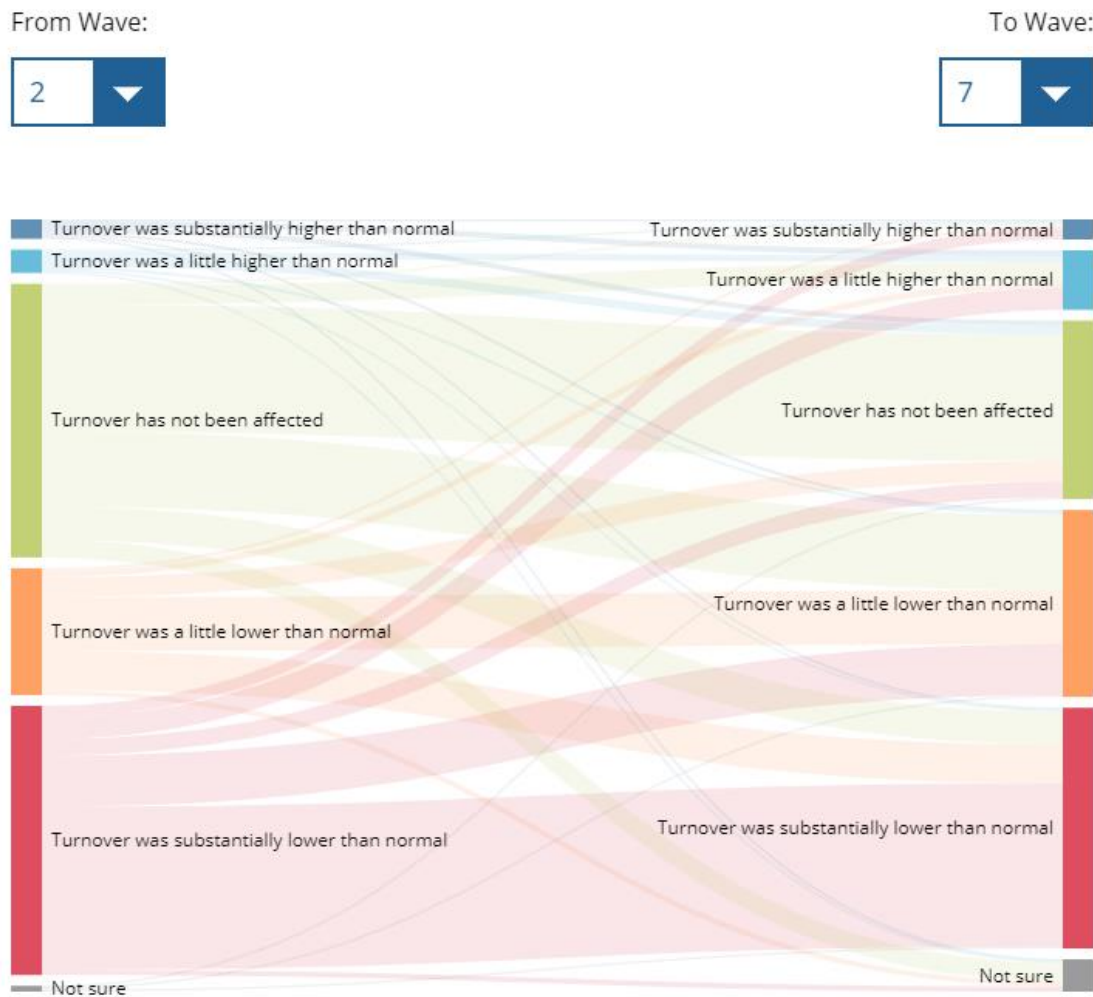 From Wave:
To Wave:
2
7
Turnover was substantially higher than normal
Turnover was substantially higher than normal
Turnover was a little higher than normal
Turnover was a little higher than normal
Turnover has not been affected
Turnover has not been affected
Turnover was a little lower than normal
Turnover was a little lower than normal
Turnover was substantially lower than normal
Turnover was substantially lower than normal
Not sure
Not sure